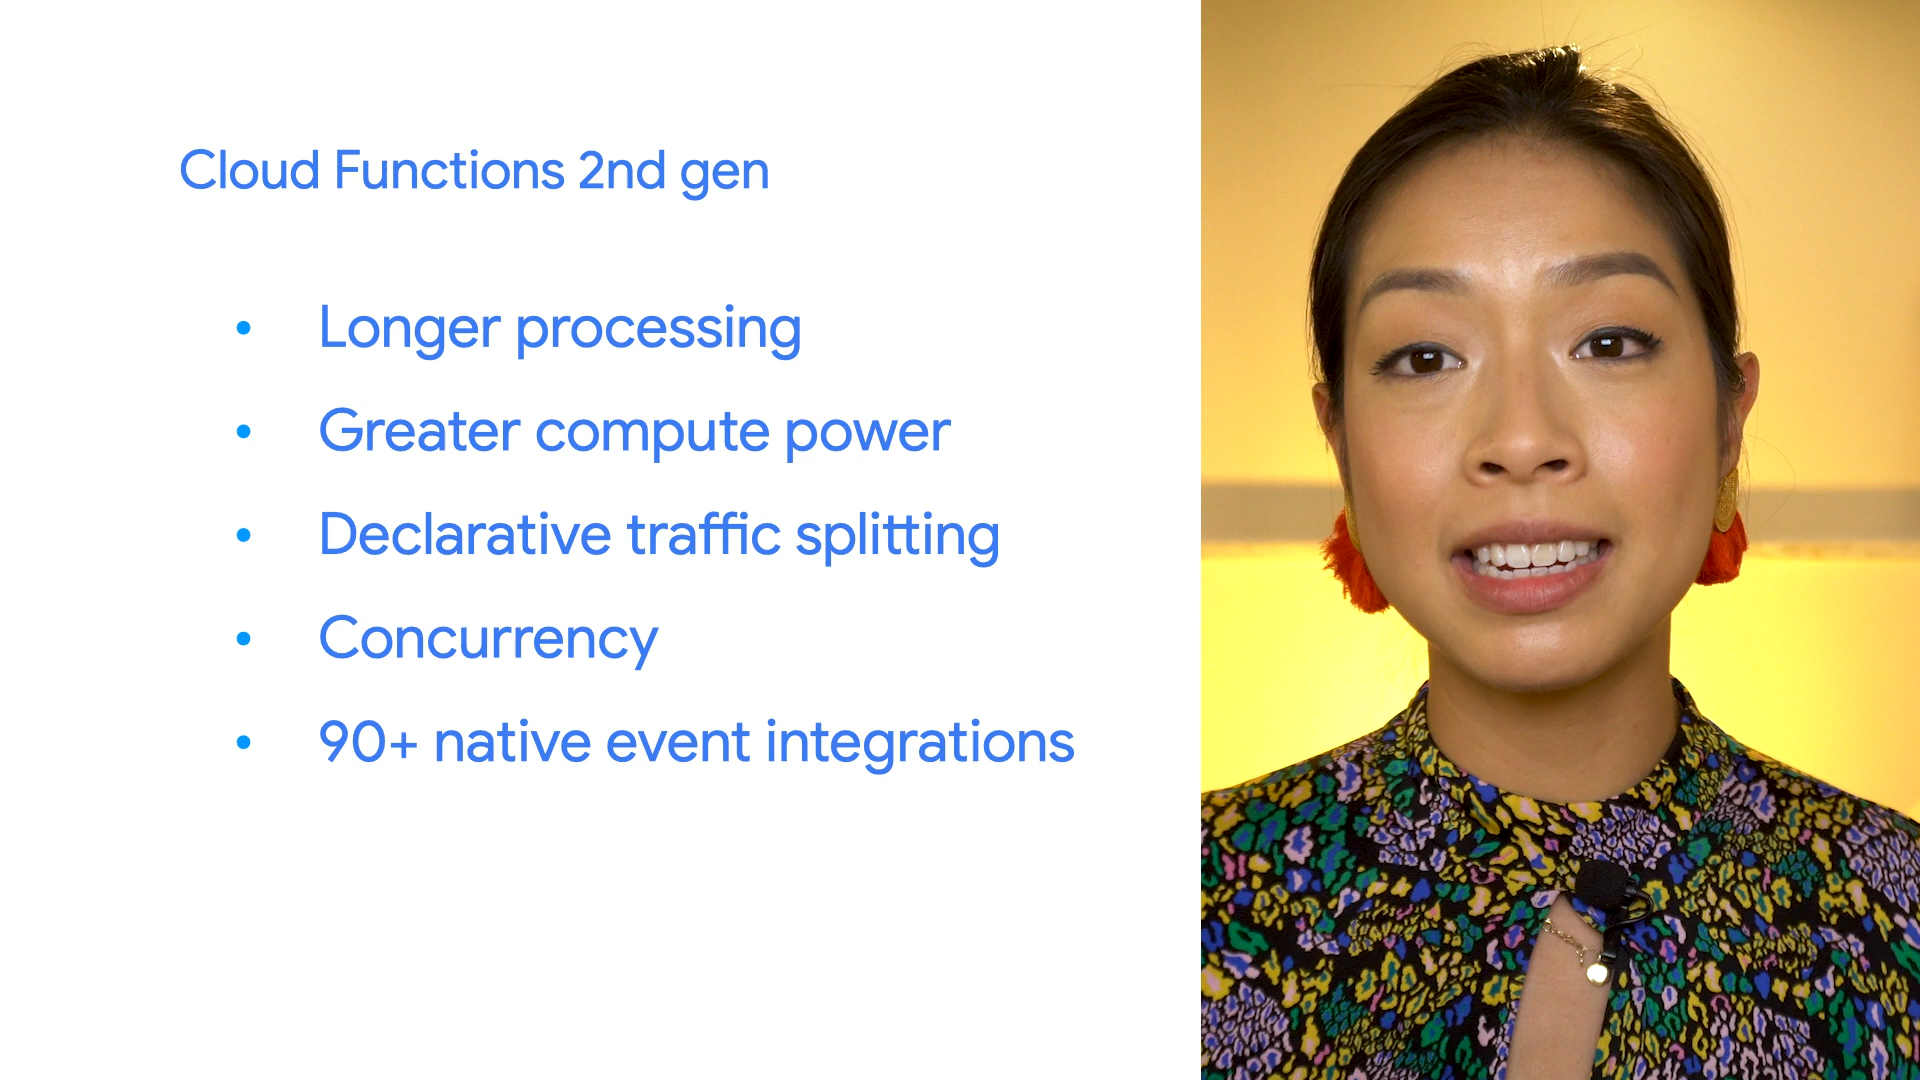 Cloud Functions 2nd gen
• Longer processing
• Greater compute power
• Declarative traffic splitting
• Concurrency
• 90+ native event integrations